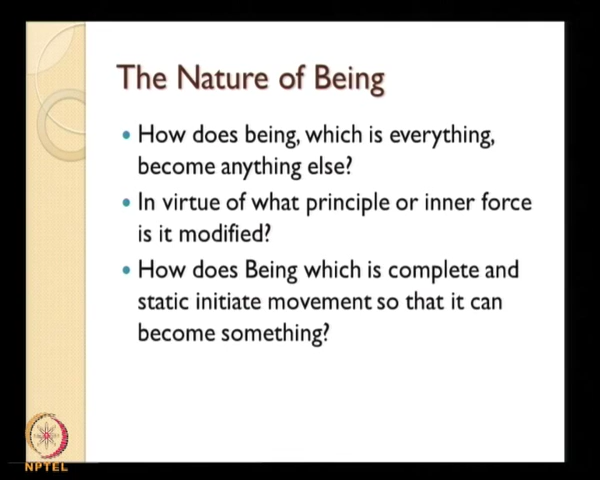 The Nature of Being
• How does being, which is everything,
become anything else?
• In virtue of what principle or inner force
is it modified?
• How does Being which is complete and
static initiate movement so that it can
become something?
NPTEL